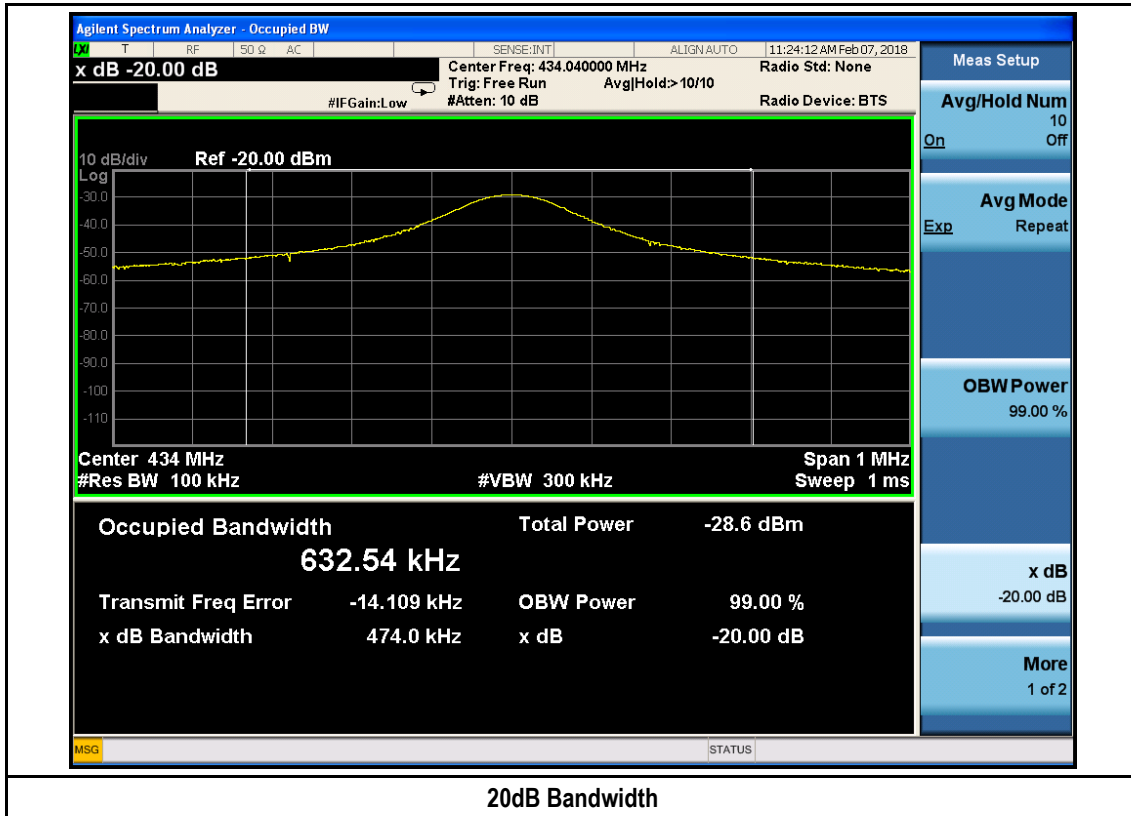 Agilent Spectrum Analyzer - Occupied BW
LXI T RF 50 Ω AC SENSE:INT ALIGN AUTO 11:24:12 AM Feb 07, 2018
x dB -20.00 dB Center Freq: 434.040000 MHz Radio Std: None
Trig: Free Run Avg|Hold:> 10/10
#IFGain:Low #Atten: 10 dB Radio Device: BTS
10 dB/div Ref -20.00 dBm
Log
-30.0
-40.0
-50.0
-60.0
-70.0
-80.0
-90.0
-100
-110
Center 434 MHz Span 1 MHz
#Res BW 100 kHz #VBW 300 kHz Sweep 1 ms
Occupied Bandwidth Total Power -28.6 dBm
632.54 kHz
Transmit Freq Error -14.109 kHz OBW Power 99.00 %
x dB Bandwidth 474.0 kHz x dB -20.00 dB
Meas Setup
Avg/Hold Num
10
On Off
Avg Mode
Exp Repeat
OBW Power
99.00 %
x dB
-20.00 dB
More
1 of 2
MSG STATUS
20dB Bandwidth